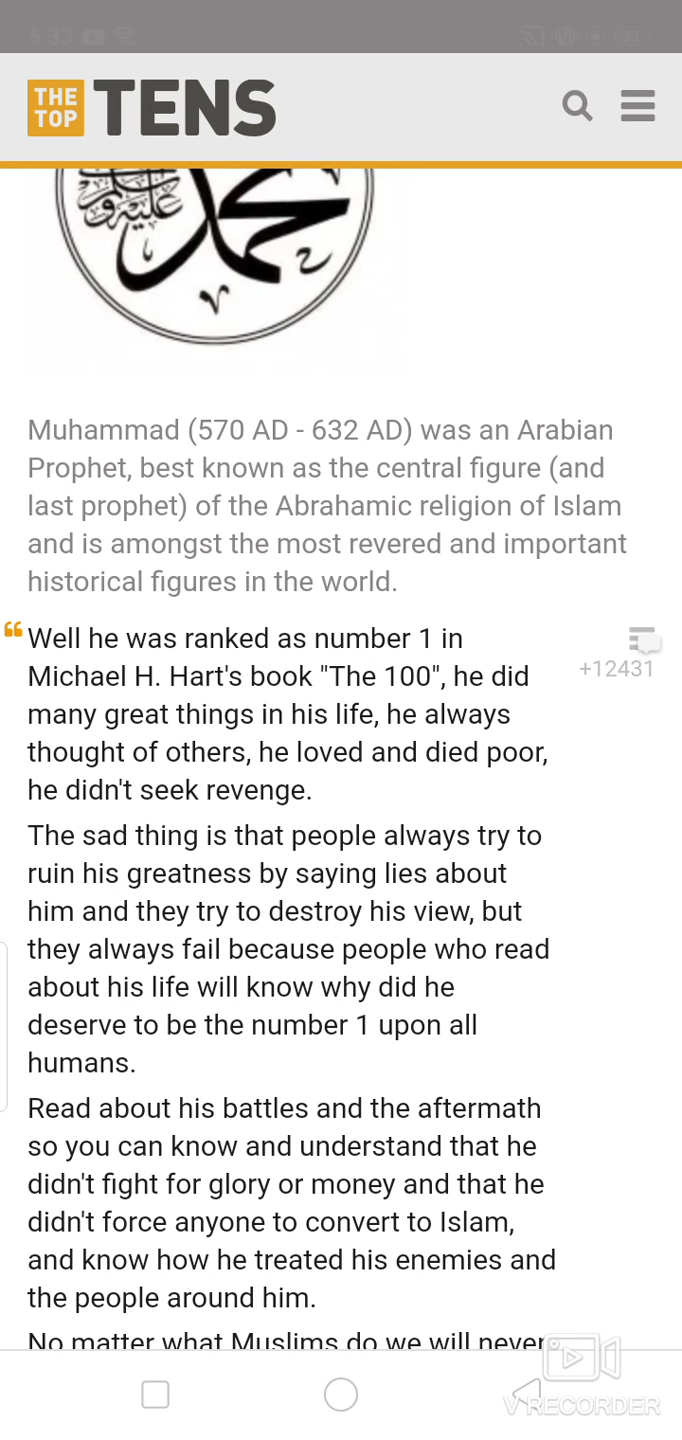 5.33
THE
TOP
TENS
محمد
Muhammad (570 AD - 632 AD) was an Arabian
Prophet, best known as the central figure (and
last prophet) of the Abrahamic religion of Islam
and is amongst the most revered and important
historical figures in the world.
“ Well he was ranked as number 1 in
Michael H. Hart's book "The 100", he did
+12431
many great things in his life, he always
thought of others, he loved and died poor,
he didn't seek revenge.
The sad thing is that people always try to
ruin his greatness by saying lies about
him and they try to destroy his view, but
they always fail because people who read
about his life will know why did he
deserve to be the number 1 upon all
humans.
Read about his battles and the aftermath
so you can know and understand that he
didn't fight for glory or money and that he
didn't force anyone to convert to Islam,
and know how he treated his enemies and
the people around him.
No matter what Muslims do we will never
V RECORDER